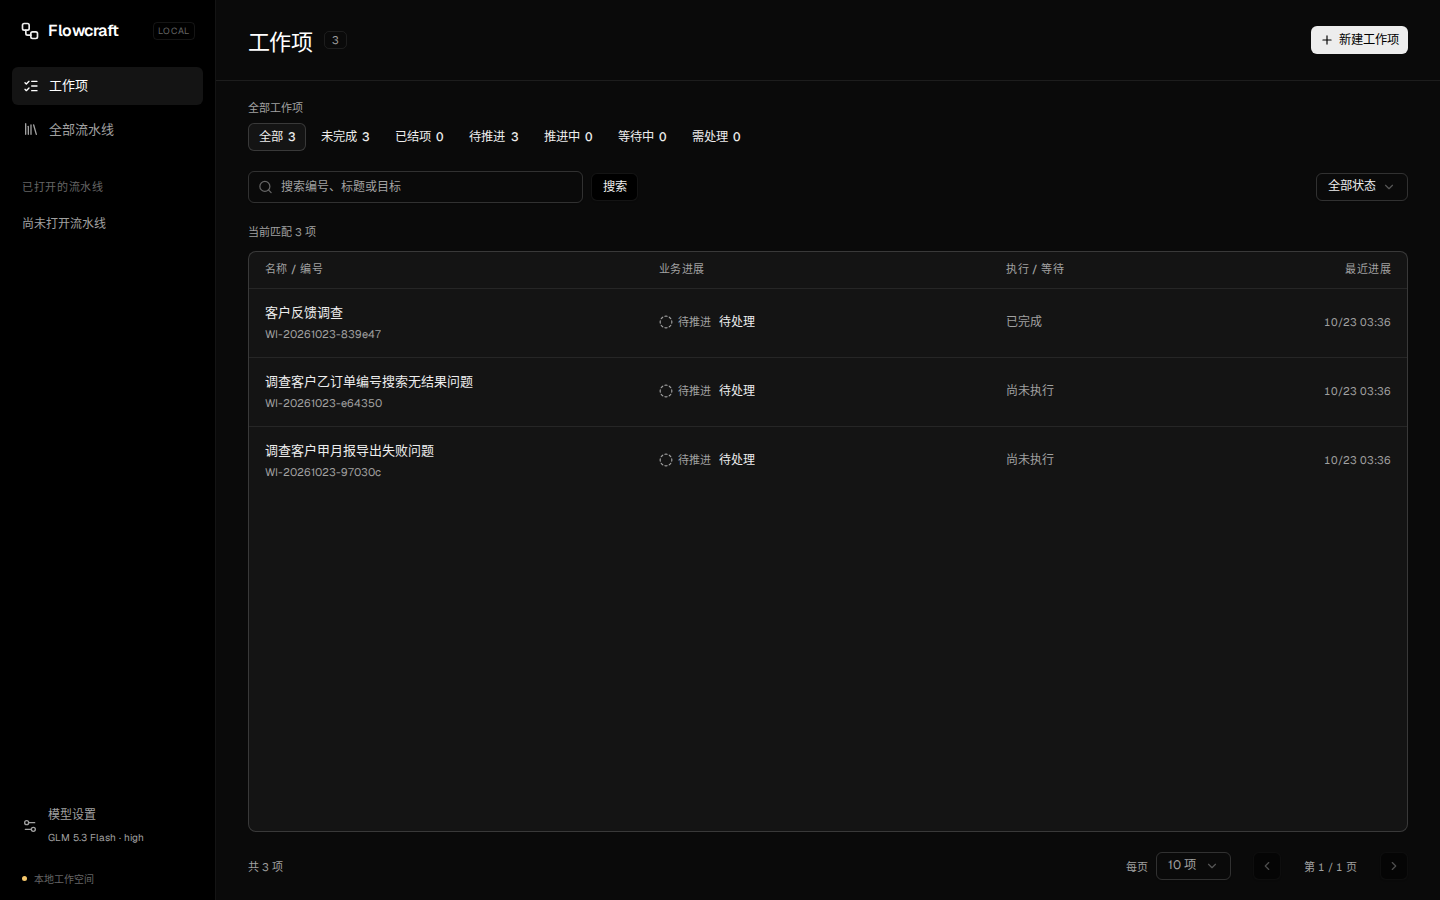 Flowcraft LOCAL
工作项
全部流水线
已打开的流水线
尚未打开流水线
模型设置
GLM 5.3 Flash · high
本地工作空间
工作项 3
新建工作项
全部工作项
全部 3 未完成 3 已结项 0 待推进 3 推进中 0 等待中 0 需处理 0
搜索编号、标题或目标 搜索 全部状态
当前匹配 3 项
名称 / 编号 业务进展 执行 / 等待 最近进展
客户反馈调查
WI-20261023-839e47
待推进 待处理 已完成 10/23 03:36
调查客户乙订单编号搜索无结果问题
WI-20261023-e64350
待推进 待处理 尚未执行 10/23 03:36
调查客户甲月报导出失败问题
WI-20261023-97030c
待推进 待处理 尚未执行 10/23 03:36
共 3 项 每页 10 项 第 1 / 1 页